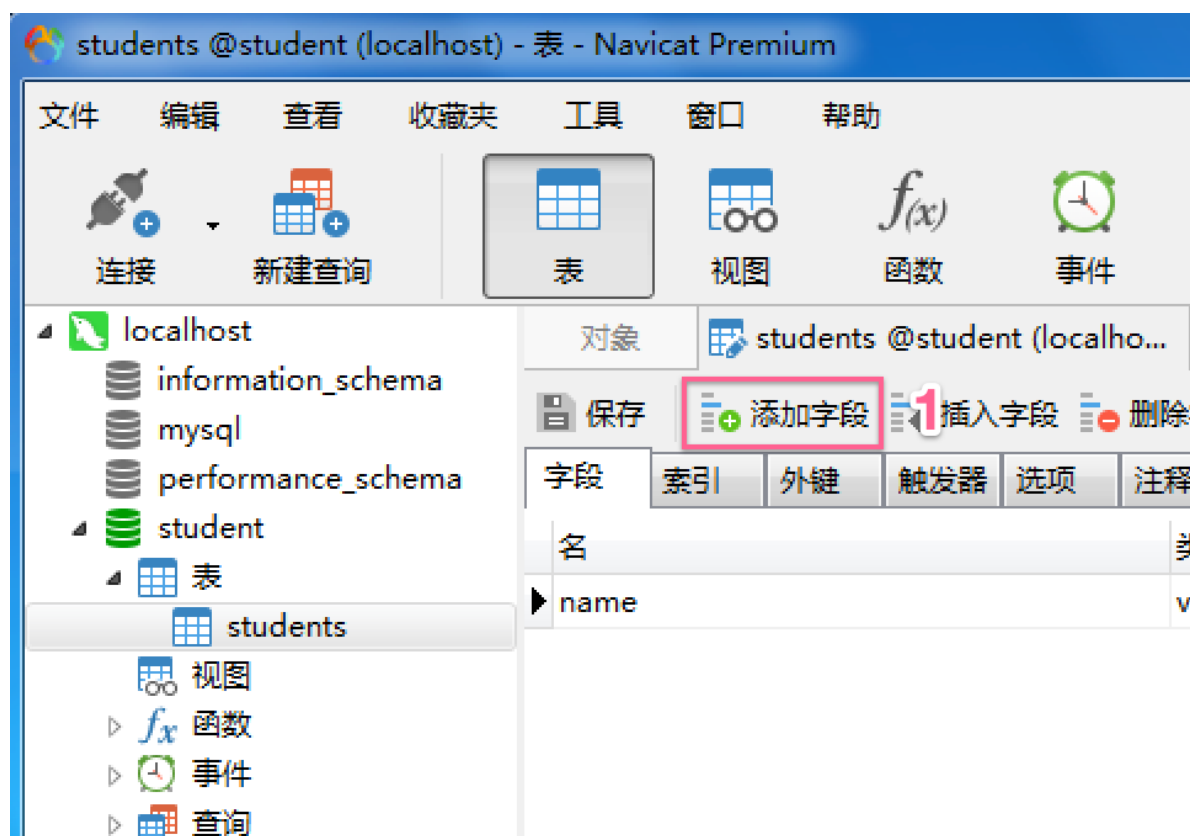 students @student (localhost) - 表 - Navicat Premium
文件 编辑 查看 收藏夹 工具 窗口 帮助
连接 新建查询 表 视图 函数 事件
localhost
information_schema
mysql
performance_schema
student
表
students
视图
函数
事件
查询
对象 students @student (localho...
保存 添加字段 1 插入字段 删除
字段 索引 外键 触发器 选项 注释
名
name